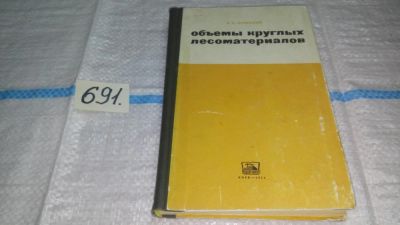 691.
объемы круглых
лесоматериалов